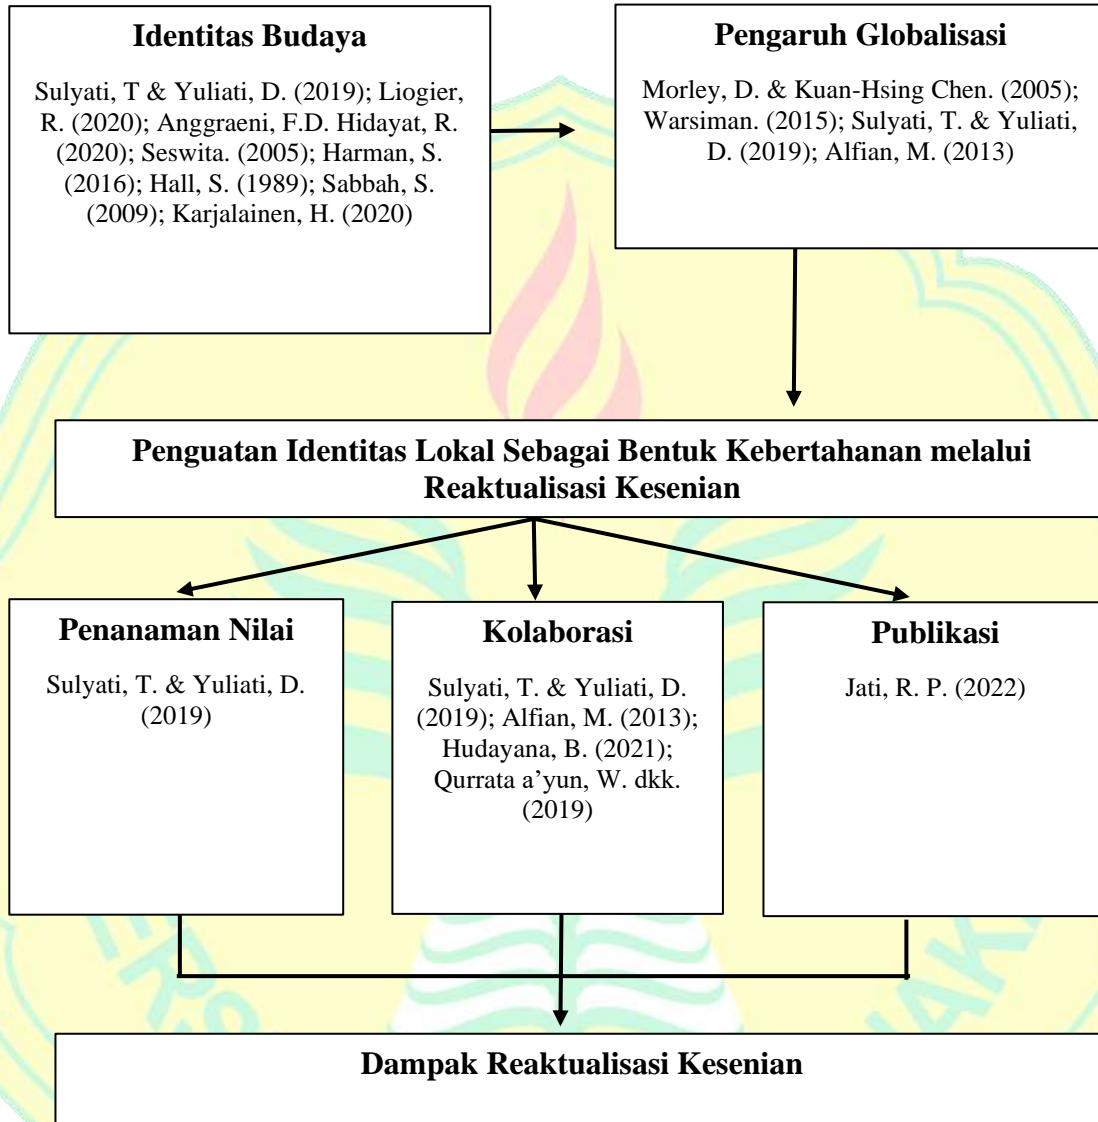 Identitas Budaya
Sulyati, T & Yuliati, D. (2019); Liogier,
R. (2020); Anggraeni, F.D. Hidayat, R.
(2020); Seswita. (2005); Harman, S.
(2016); Hall, S. (1989); Sabbah, S.
(2009); Karjalainen, H. (2020)
Pengaruh Globalisasi
Morley, D. & Kuan-Hsing Chen. (2005);
Warsiman. (2015); Sulyati, T. & Yuliati,
D. (2019); Alfian, M. (2013)
Penguatan Identitas Lokal Sebagai Bentuk Kebertahanan melalui
Reaktualisasi Kesenian
Penanaman Nilai
Sulyati, T. & Yuliati, D.
(2019)
Kolaborasi
Sulyati, T. & Yuliati, D.
(2019); Alfian, M. (2013);
Hudayana, B. (2021);
Qurrata a’yun, W. dkk.
(2019)
Publikasi
Jati, R. P. (2022)
Dampak Reaktualisasi Kesenian